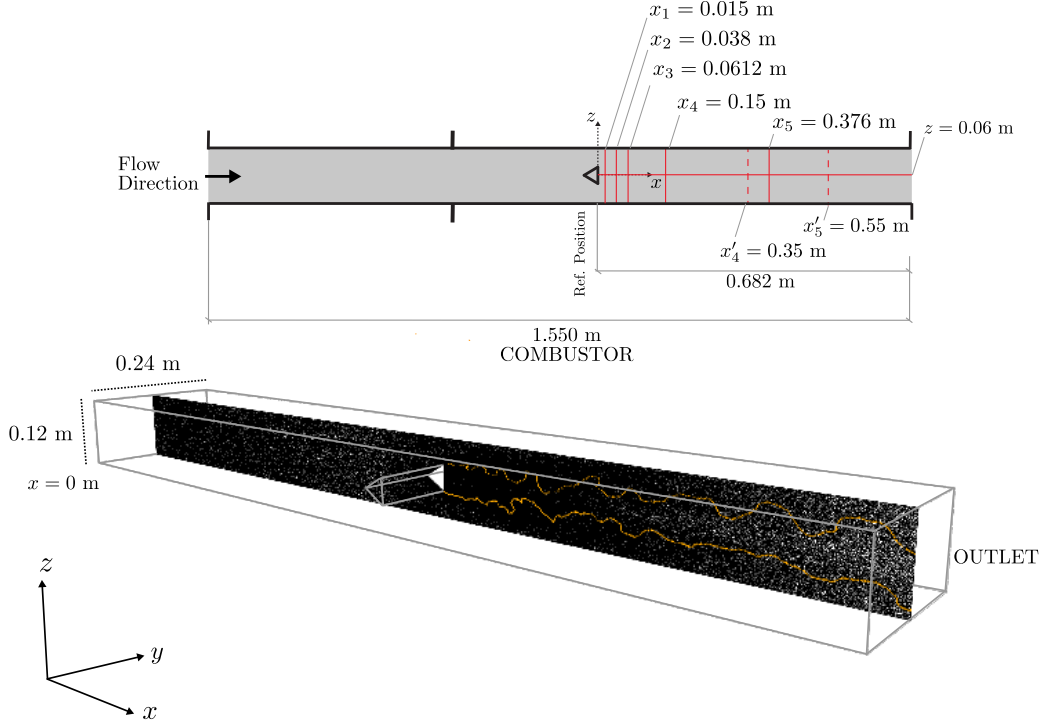 x₁ = 0.015 m
x₂ = 0.038 m
x₃ = 0.0612 m
x₄ = 0.15 m
x₅ = 0.376 m
z = 0.06 m
z
Flow
Direction
x
Ref. Position
x′₅ = 0.55 m
x′₄ = 0.35 m
0.682 m
1.550 m
COMBUSTOR
0.24 m
0.12 m
x = 0 m
OUTLET
z
y
x